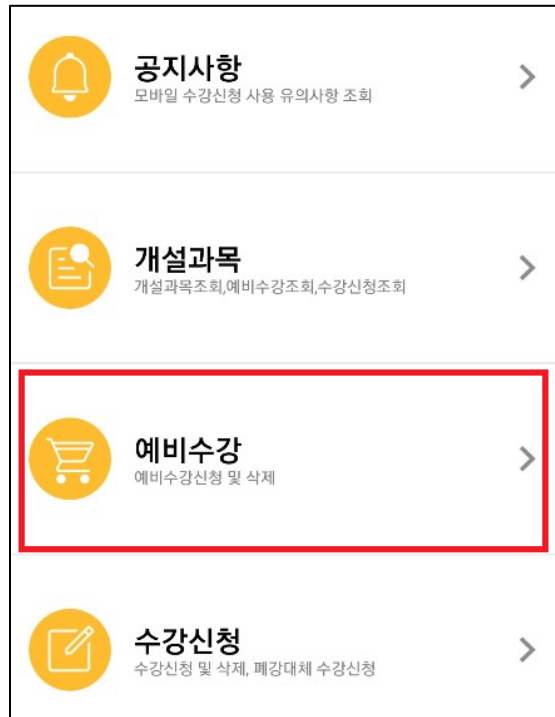 공지사항
모바일 수강신청 사용 유의사항 조회
개설과목
개설과목조회,예비수강조회,수강신청조회
예비수강
예비수강신청 및 삭제
수강신청
수강신청 및 삭제, 폐강대체 수강신청